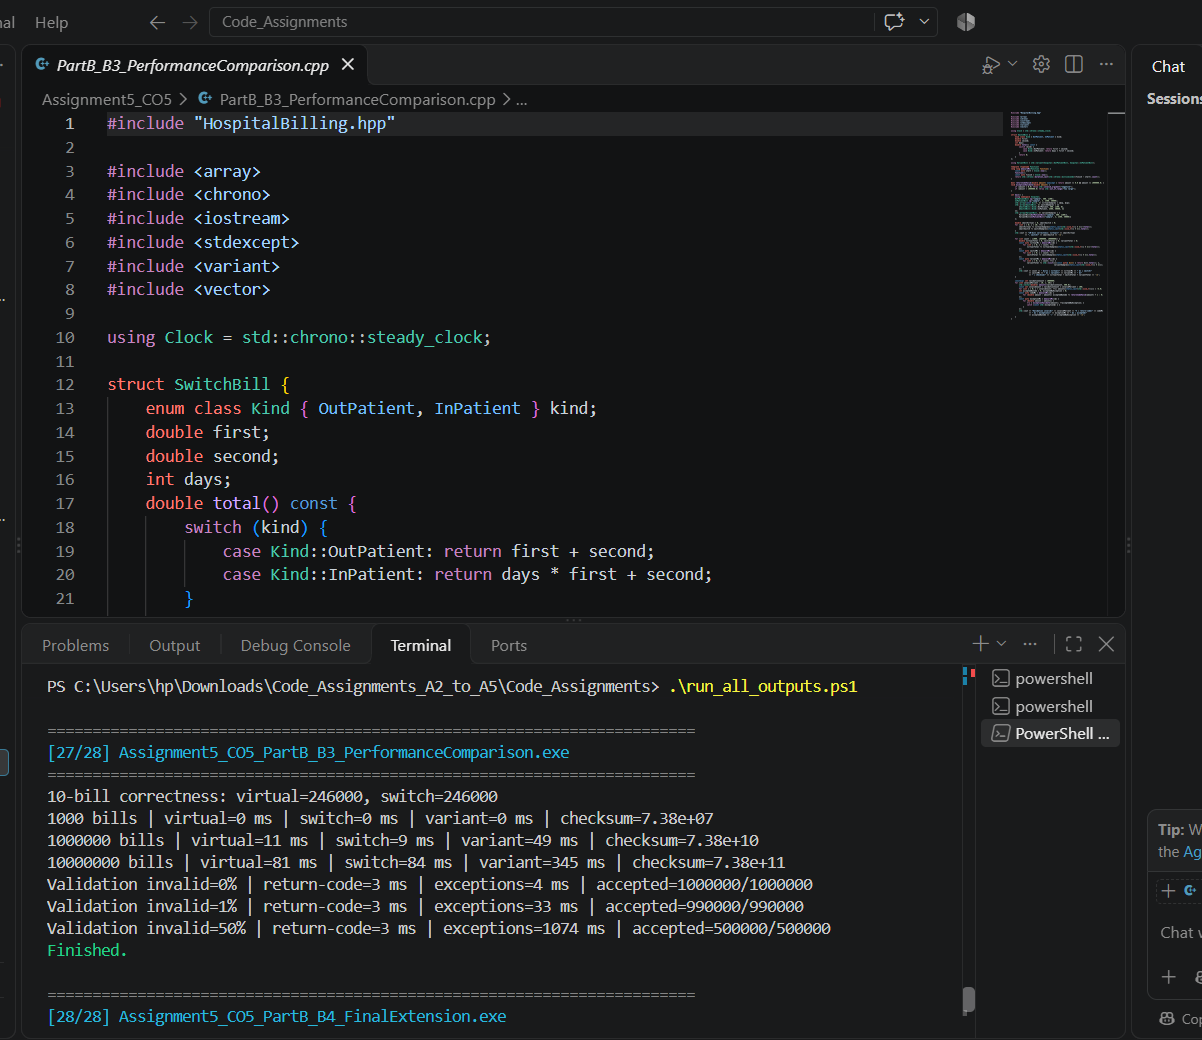 al Help Code_Assignments
PartB_B3_PerformanceComparison.cpp
Assignment5_CO5 > PartB_B3_PerformanceComparison.cpp > ...
1 #include "HospitalBilling.hpp"
2
3 #include <array>
4 #include <chrono>
5 #include <iostream>
6 #include <stdexcept>
7 #include <variant>
8 #include <vector>
9
10 using Clock = std::chrono::steady_clock;
11
12 struct SwitchBill {
13 enum class Kind { OutPatient, InPatient } kind;
14 double first;
15 double second;
16 int days;
17 double total() const {
18 switch (kind) {
19 case Kind::OutPatient: return first + second;
20 case Kind::InPatient: return days * first + second;
21 }
Problems Output Debug Console Terminal Ports
PS C:\Users\hp\Downloads\Code_Assignments_A2_to_A5\Code_Assignments> .\run_all_outputs.ps1
========================================================================
[27/28] Assignment5_CO5_PartB_B3_PerformanceComparison.exe
========================================================================
10-bill correctness: virtual=246000, switch=246000
1000 bills | virtual=0 ms | switch=0 ms | variant=0 ms | checksum=7.38e+07
1000000 bills | virtual=11 ms | switch=9 ms | variant=49 ms | checksum=7.38e+10
10000000 bills | virtual=81 ms | switch=84 ms | variant=345 ms | checksum=7.38e+11
Validation invalid=0% | return-code=3 ms | exceptions=4 ms | accepted=1000000/1000000
Validation invalid=1% | return-code=3 ms | exceptions=33 ms | accepted=990000/990000
Validation invalid=50% | return-code=3 ms | exceptions=1074 ms | accepted=500000/500000
Finished.
========================================================================
[28/28] Assignment5_CO5_PartB_B4_FinalExtension.exe
powershell
powershell
PowerShell ...
Chat
Sessions
Tip: W
the Ag
Chat w
Cop